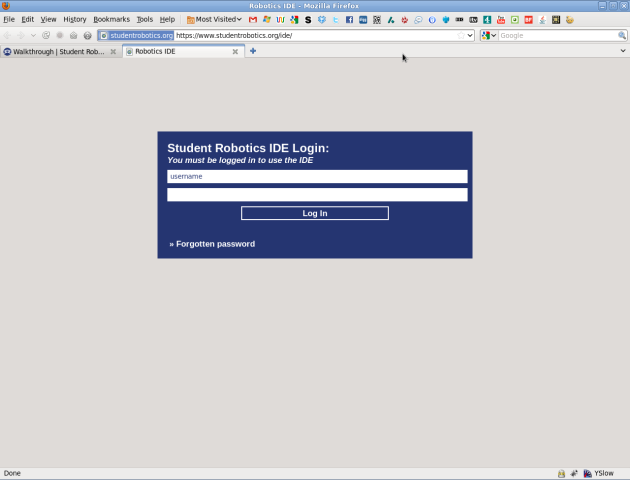 Robotics IDE - Mozilla Firefox
File Edit View History Bookmarks Tools Help Most Visited
studentrobotics.org https://www.studentrobotics.org/ide/ Google
Walkthrough | Student Rob... Robotics IDE
Student Robotics IDE Login:
You must be logged in to use the IDE
username
Log In
» Forgotten password
Done YSlow